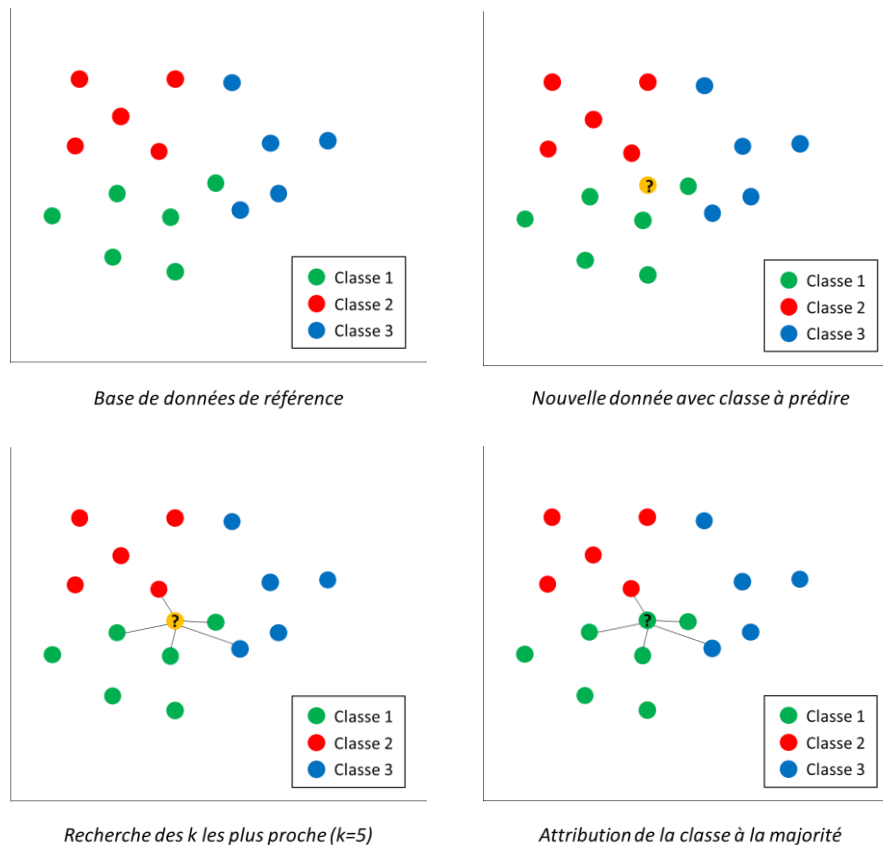 Classe 1
Classe 2
Classe 3
Base de données de référence
?
Classe 1
Classe 2
Classe 3
Nouvelle donnée avec classe à prédire
?
Classe 1
Classe 2
Classe 3
Recherche des k les plus proche (k=5)
?
Classe 1
Classe 2
Classe 3
Attribution de la classe à la majorité